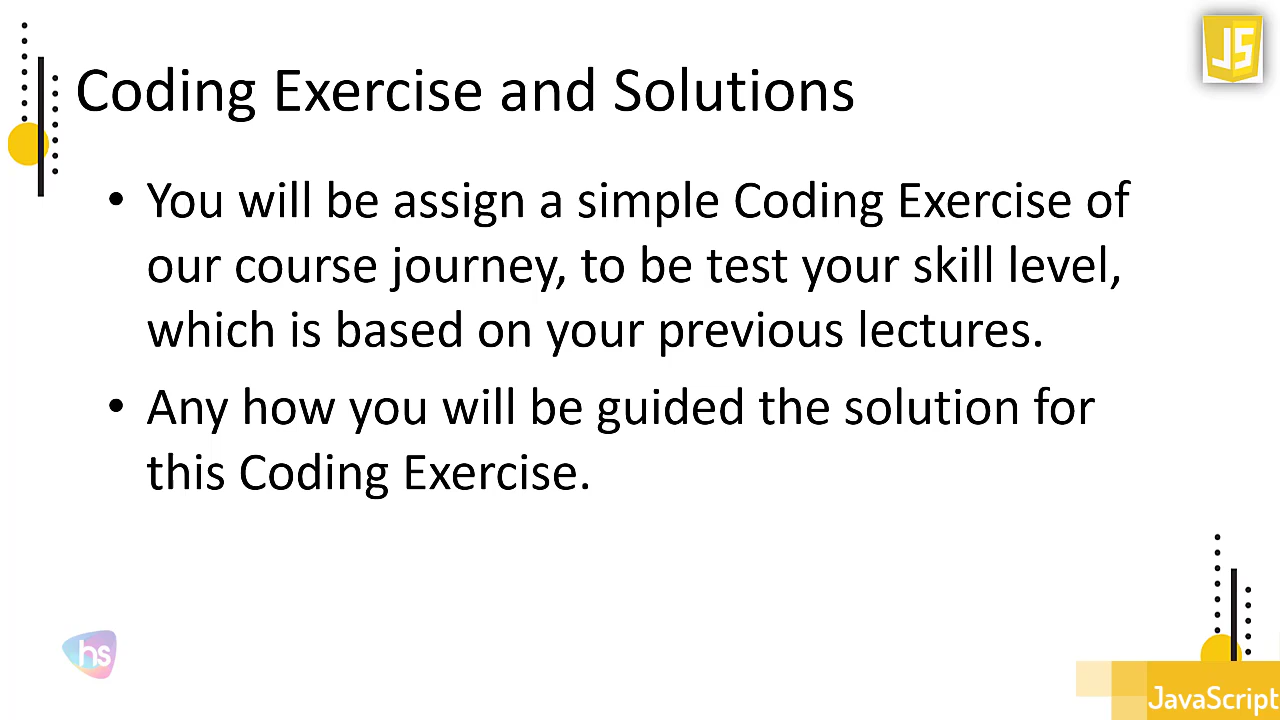 JS
Coding Exercise and Solutions
• You will be assign a simple Coding Exercise of
our course journey, to be test your skill level,
which is based on your previous lectures.
• Any how you will be guided the solution for
this Coding Exercise.
hs
JavaScript